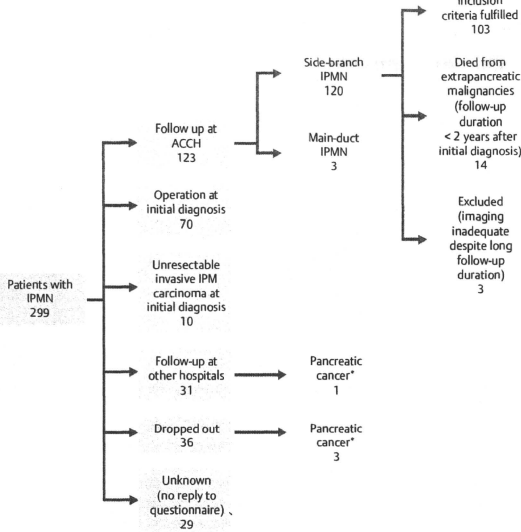 Inclusion
criteria fulfilled
103
Side-branch
IPMN
120
Died from
extrapancreatic
malignancies
(follow-up
duration
< 2 years after
initial diagnosis)
14
Follow up at
ACCH
123
Main-duct
IPMN
3
Operation at
initial diagnosis
70
Excluded
(imaging
inadequate
despite long
follow-up
duration)
3
Patients with
IPMN
299
Unresectable
invasive IPM
carcinoma at
initial diagnosis
10
Follow-up at
other hospitals
31
Pancreatic
cancer*
1
Dropped out
36
Pancreatic
cancer*
3
Unknown
(no reply to
questionnaire)
29